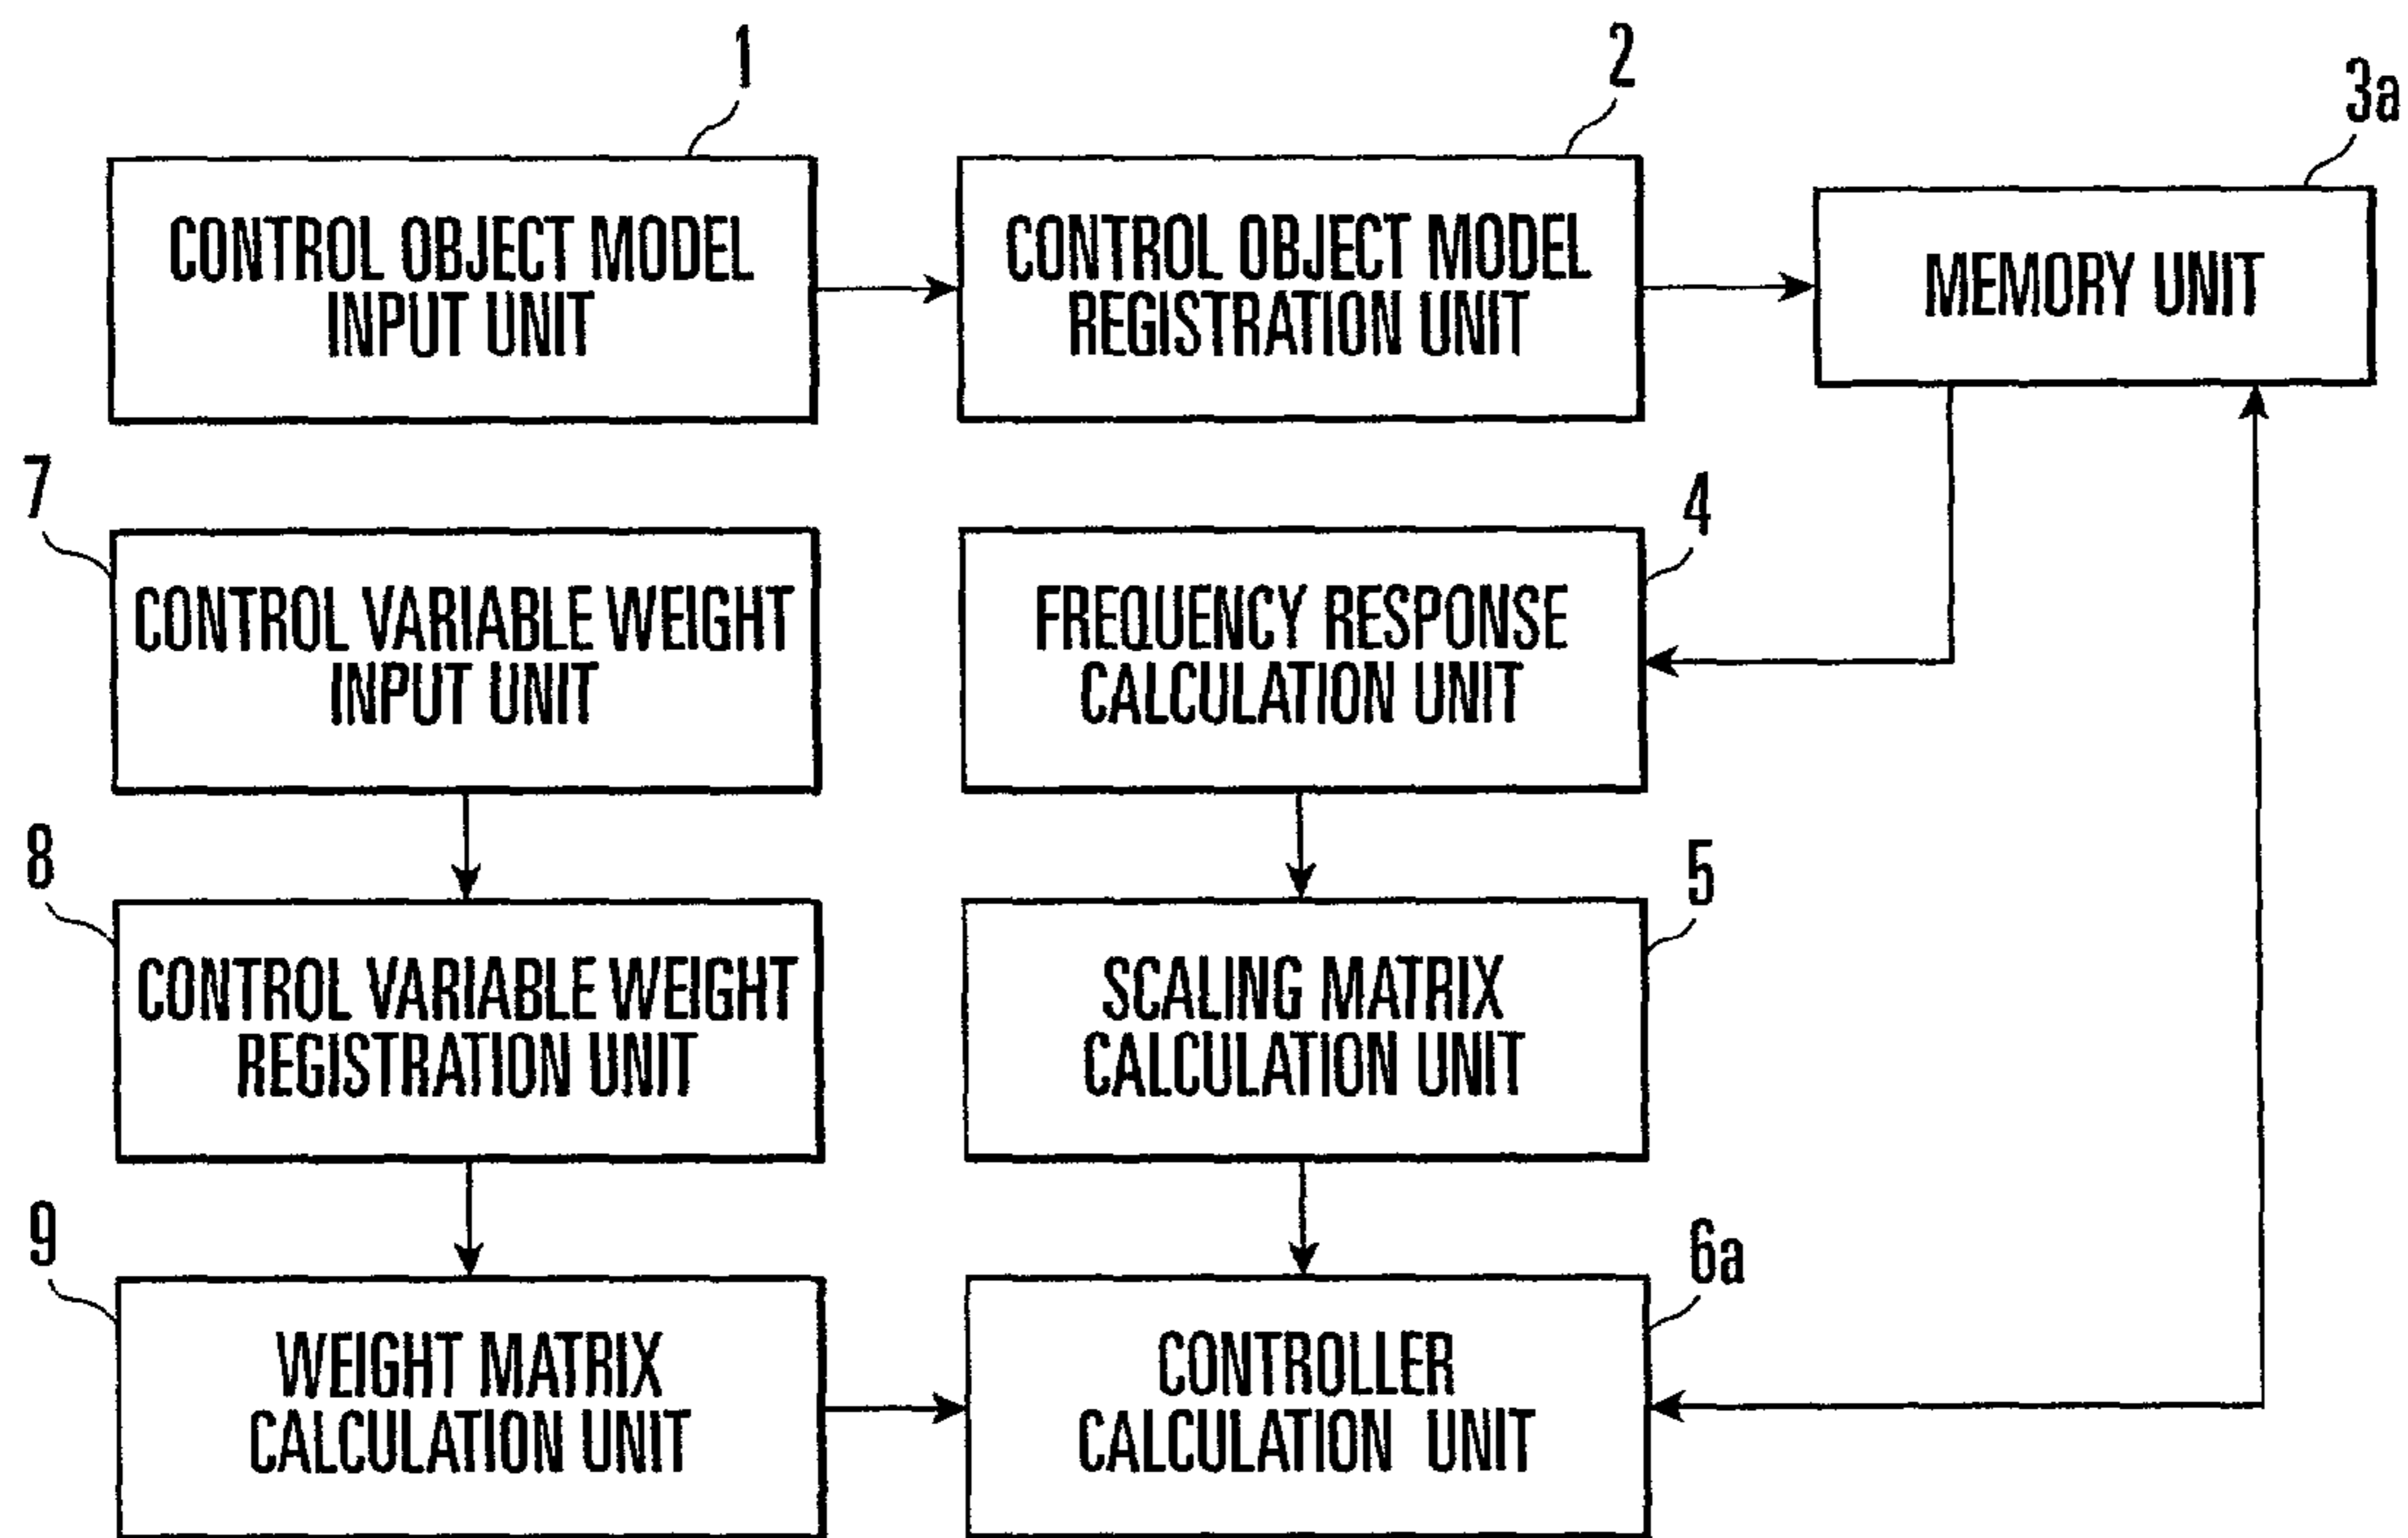 1
2
3a
CONTROL OBJECT MODEL
INPUT UNIT
CONTROL OBJECT MODEL
REGISTRATION UNIT
MEMORY UNIT
7
4
CONTROL VARIABLE WEIGHT
INPUT UNIT
FREQUENCY RESPONSE
CALCULATION UNIT
8
5
CONTROL VARIABLE WEIGHT
REGISTRATION UNIT
SCALING MATRIX
CALCULATION UNIT
9
6a
WEIGHT MATRIX
CALCULATION UNIT
CONTROLLER
CALCULATION UNIT